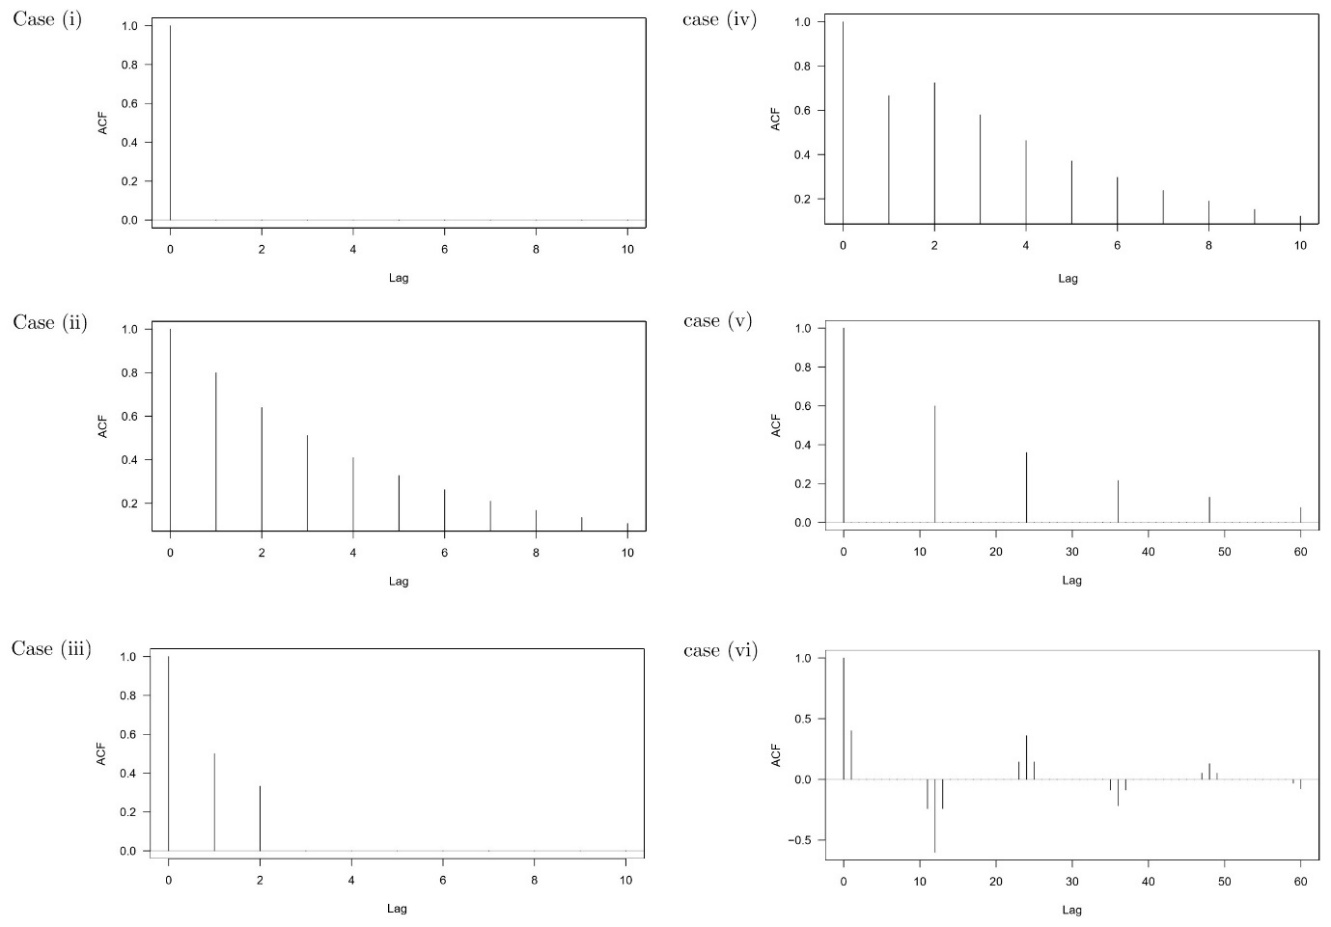 Case (i)
ACF
1.0
0.8
0.6
0.4
0.2
0.0
0 2 4 6 8 10
Lag
case (iv)
ACF
1.0
0.8
0.6
0.4
0.2
0 2 4 6 8 10
Lag
Case (ii)
ACF
1.0
0.8
0.6
0.4
0.2
0 2 4 6 8 10
Lag
case (v)
ACF
1.0
0.8
0.6
0.4
0.2
0.0
0 10 20 30 40 50 60
Lag
Case (iii)
ACF
1.0
0.8
0.6
0.4
0.2
0.0
0 2 4 6 8 10
Lag
case (vi)
ACF
1.0
0.5
0.0
−0.5
0 10 20 30 40 50 60
Lag